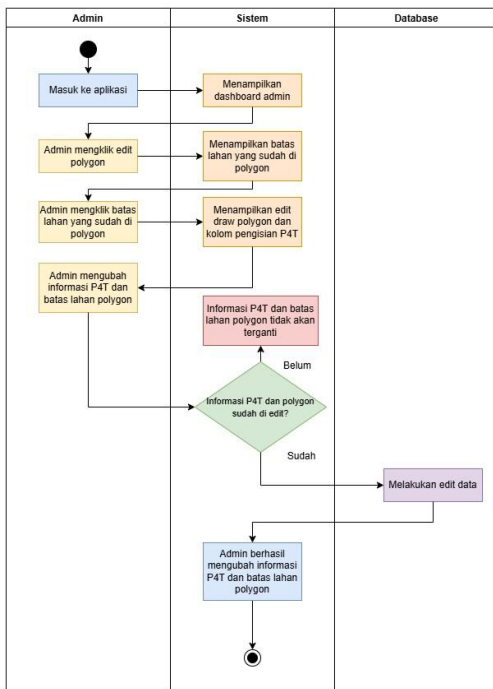 Admin
Sistem
Database
Masuk ke aplikasi
Menampilkan
dashboard admin
Admin mengklik edit
polygon
Menampilkan batas
lahan yang sudah di
polygon
Admin mengklik batas
lahan yang sudah di
polygon
Menampilkan edit
draw polygon dan
kolom pengisian P4T
Admin mengubah
informasi P4T dan
batas lahan polygon
Informasi P4T dan batas
lahan polygon tidak akan
terganti
Belum
Informasi P4T dan polygon
sudah di edit?
Sudah
Melakukan edit data
Admin berhasil
mengubah informasi
P4T dan batas lahan
polygon